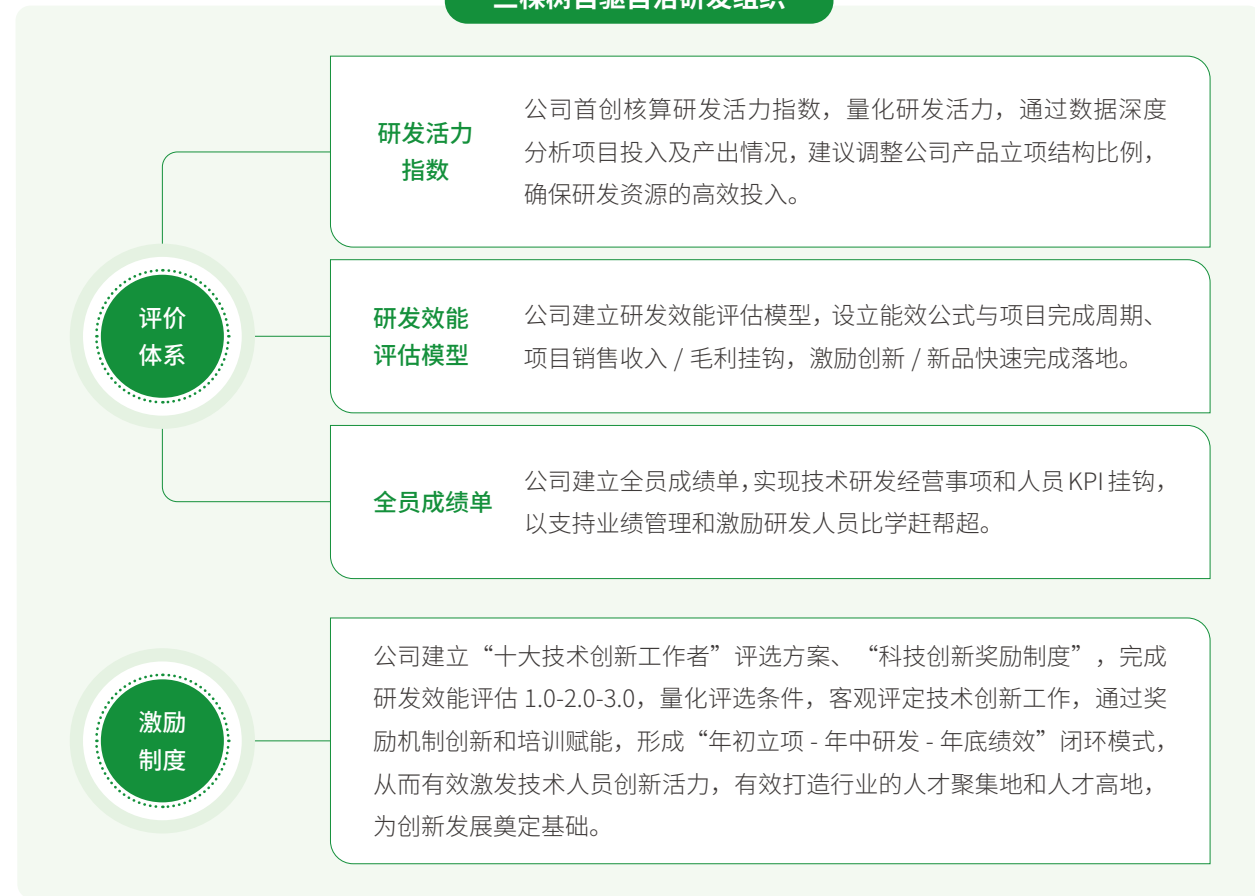 三棵树自驱自治研发组织
研发活力
指数
公司首创核算研发活力指数，量化研发活力，通过数据深度
分析项目投入及产出情况，建议调整公司产品立项结构比例，
确保研发资源的高效投入。
评价
体系
研发效能
评估模型
公司建立研发效能评估模型，设立能效公式与项目完成周期、
项目销售收入 / 毛利挂钩，激励创新 / 新品快速完成落地。
全员成绩单
公司建立全员成绩单，实现技术研发经营事项和人员 KPI 挂钩，
以支持业绩管理和激励研发人员比学赶帮超。
激励
制度
公司建立“十大技术创新工作者”评选方案、“科技创新奖励制度”，完成
研发效能评估 1.0-2.0-3.0，量化评选条件，客观评定技术创新工作，通过奖
励机制创新和培训赋能，形成“年初立项 - 年中研发 - 年底绩效”闭环模式，
从而有效激发技术人员创新活力，有效打造行业的人才聚集地和人才高地，
为创新发展奠定基础。